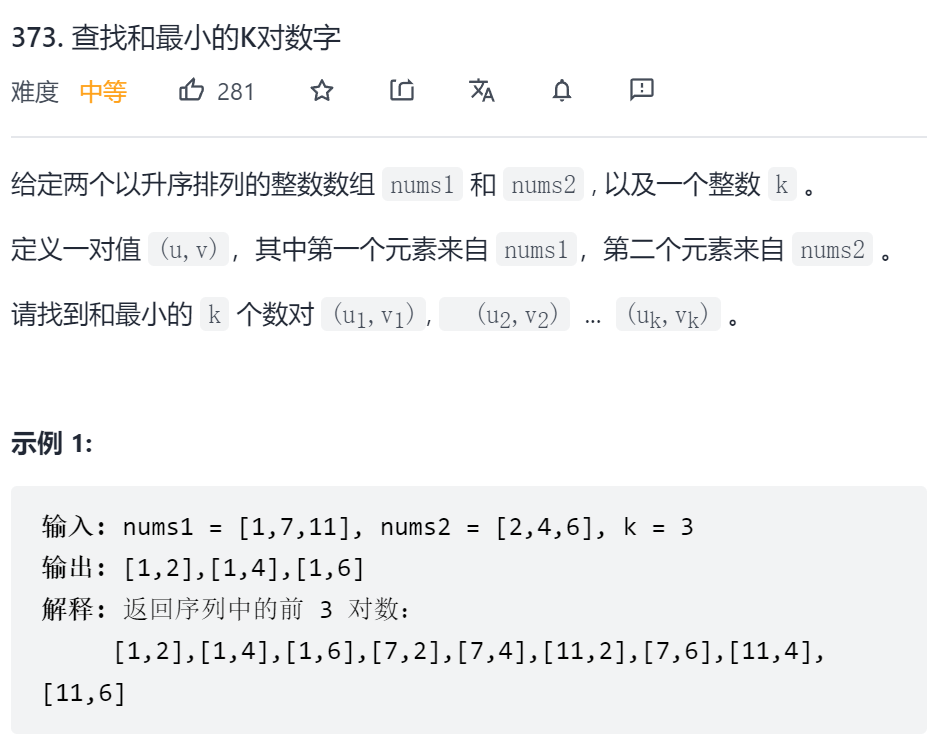 373. 查找和最小的K对数字
难度 中等 281
给定两个以升序排列的整数数组 nums1 和 nums2 , 以及一个整数 k 。
定义一对值 (u,v)，其中第一个元素来自 nums1，第二个元素来自 nums2 。
请找到和最小的 k 个数对 (u1,v1), (u2,v2) ... (uk,vk) 。
示例 1:
输入: nums1 = [1,7,11], nums2 = [2,4,6], k = 3
输出: [1,2],[1,4],[1,6]
解释: 返回序列中的前 3 对数:
[1,2],[1,4],[1,6],[7,2],[7,4],[11,2],[7,6],[11,4],
[11,6]